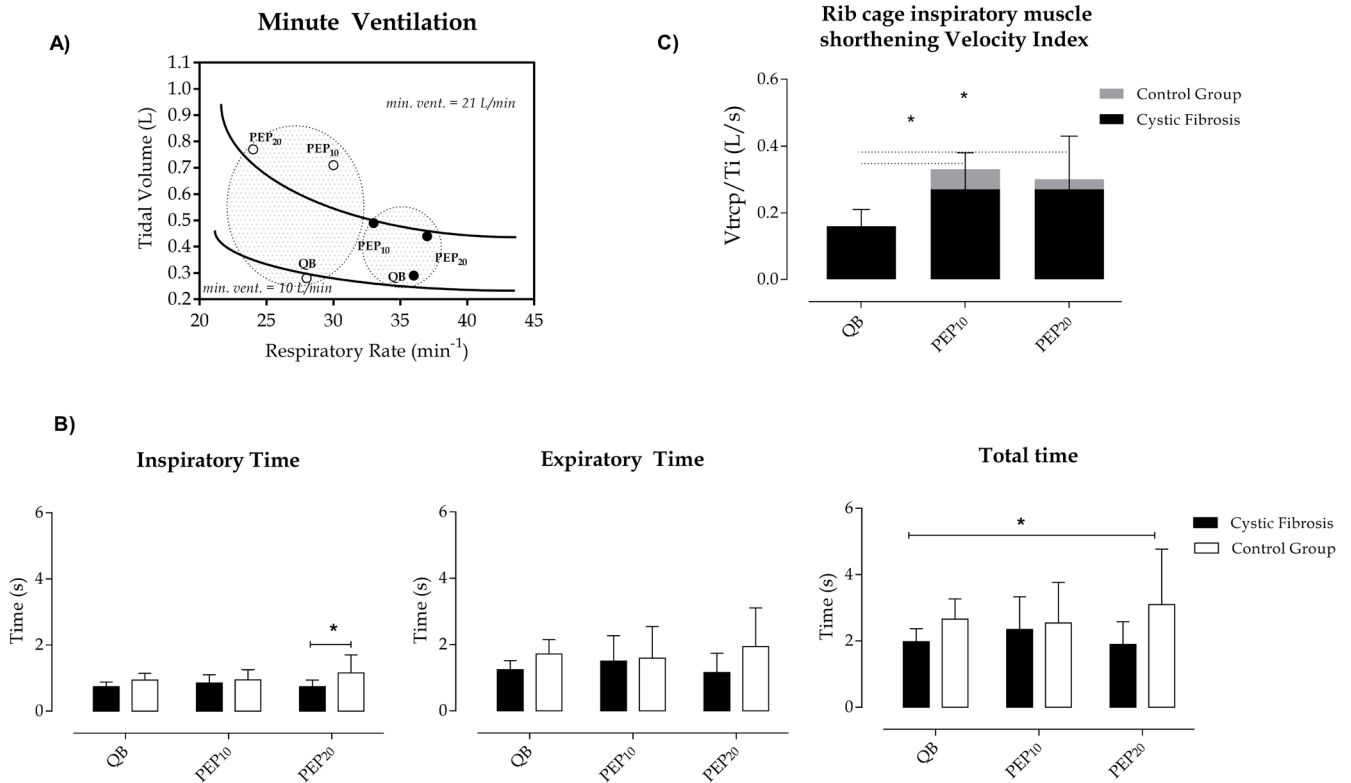 Minute Ventilation
A)
1.1
1.0
0.9
0.8
0.7
0.6
0.5
0.4
0.3
0.2
Tidal Volume (L)
min. vent. = 21 L/min
PEP20
PEP10
PEP10
PEP20
QB
QB
min. vent. = 10 L/min
20 25 30 35 40 45
Respiratory Rate (min-1)
C)
Rib cage inspiratory muscle
shorthening Velocity Index
0.6
0.4
0.2
0.0
Vtrcp/Ti (L/s)
*
*
Control Group
Cystic Fibrosis
QB PEP10 PEP20
B)
Inspiratory Time
6
4
2
0
Time (s)
*
QB PEP10 PEP20
Expiratory Time
6
4
2
0
Time (s)
QB PEP10 PEP20
Total time
6
4
2
0
Time (s)
*
QB PEP10 PEP20
Cystic Fibrosis
Control Group